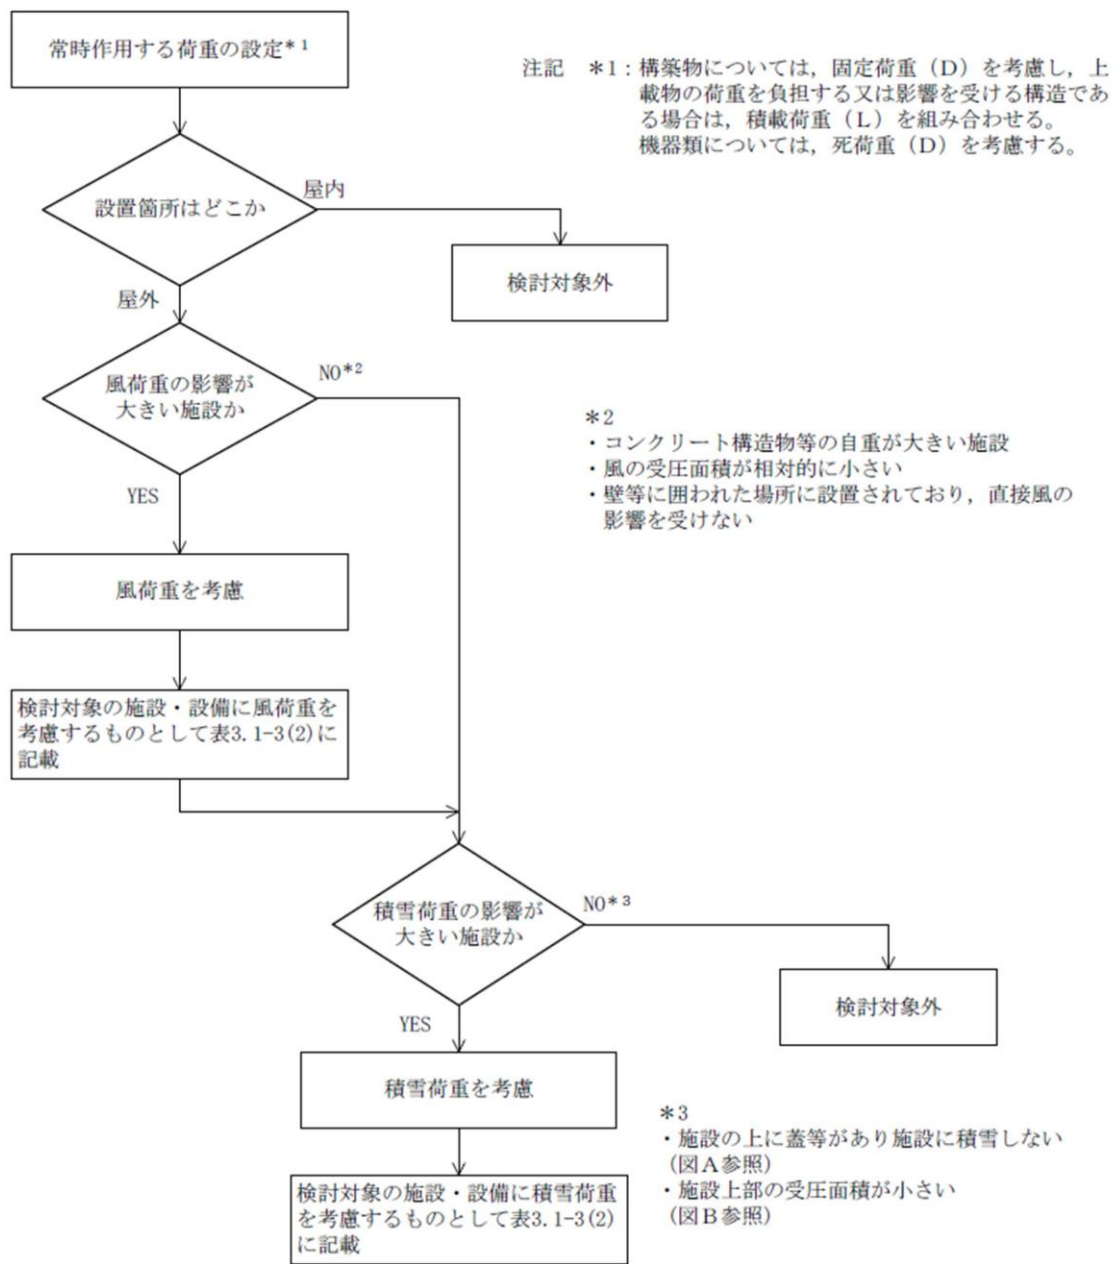 常時作用する荷重の設定＊1
注記　＊1：構築物については，固定荷重（D）を考慮し，上
載物の荷重を負担する又は影響を受ける構造であ
る場合は，積載荷重（L）を組み合わせる。
機器類については，死荷重（D）を考慮する。
設置箇所はどこか
屋内
検討対象外
屋外
風荷重の影響が
大きい施設か
NO＊2
＊2
・コンクリート構造物等の自重が大きい施設
・風の受圧面積が相対的に小さい
・壁等に囲われた場所に設置されており，直接風の
影響を受けない
YES
風荷重を考慮
検討対象の施設・設備に風荷重を
考慮するものとして表3.1-3(2)に
記載
積雪荷重の影響が
大きい施設か
NO＊3
検討対象外
YES
積雪荷重を考慮
＊3
・施設の上に蓋等があり施設に積雪しない
（図A参照）
・施設上部の受圧面積が小さい
（図B参照）
検討対象の施設・設備に積雪荷重
を考慮するものとして表3.1-3(2)
に記載